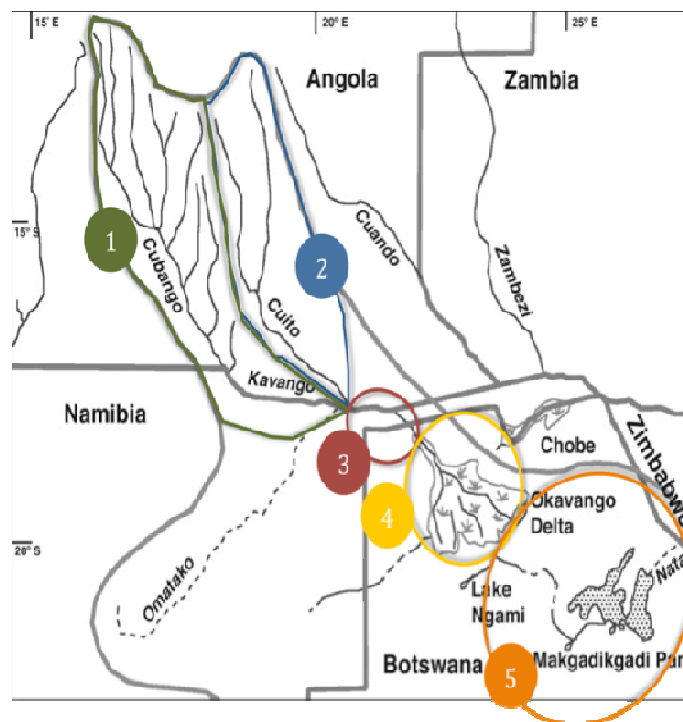 15° E
20° E
25° E
Angola
Zambia
15° S
1
2
Cubango
Cuito
Cuando
Zambezi
Kavango
Namibia
3
Chobe
Zimbabwe
4
Okavango
Delta
20° S
Omatako
Lake
Ngami
Nata
Botswana
Makgadikgadi Pan
5